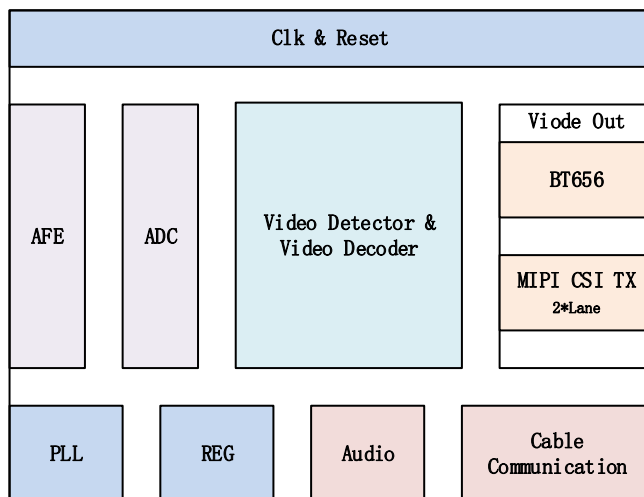 Clk & Reset
AFE
ADC
Video Detector &
Video Decoder
Viode Out
BT656
MIPI CSI TX
2*Lane
PLL
REG
Audio
Cable
Communication